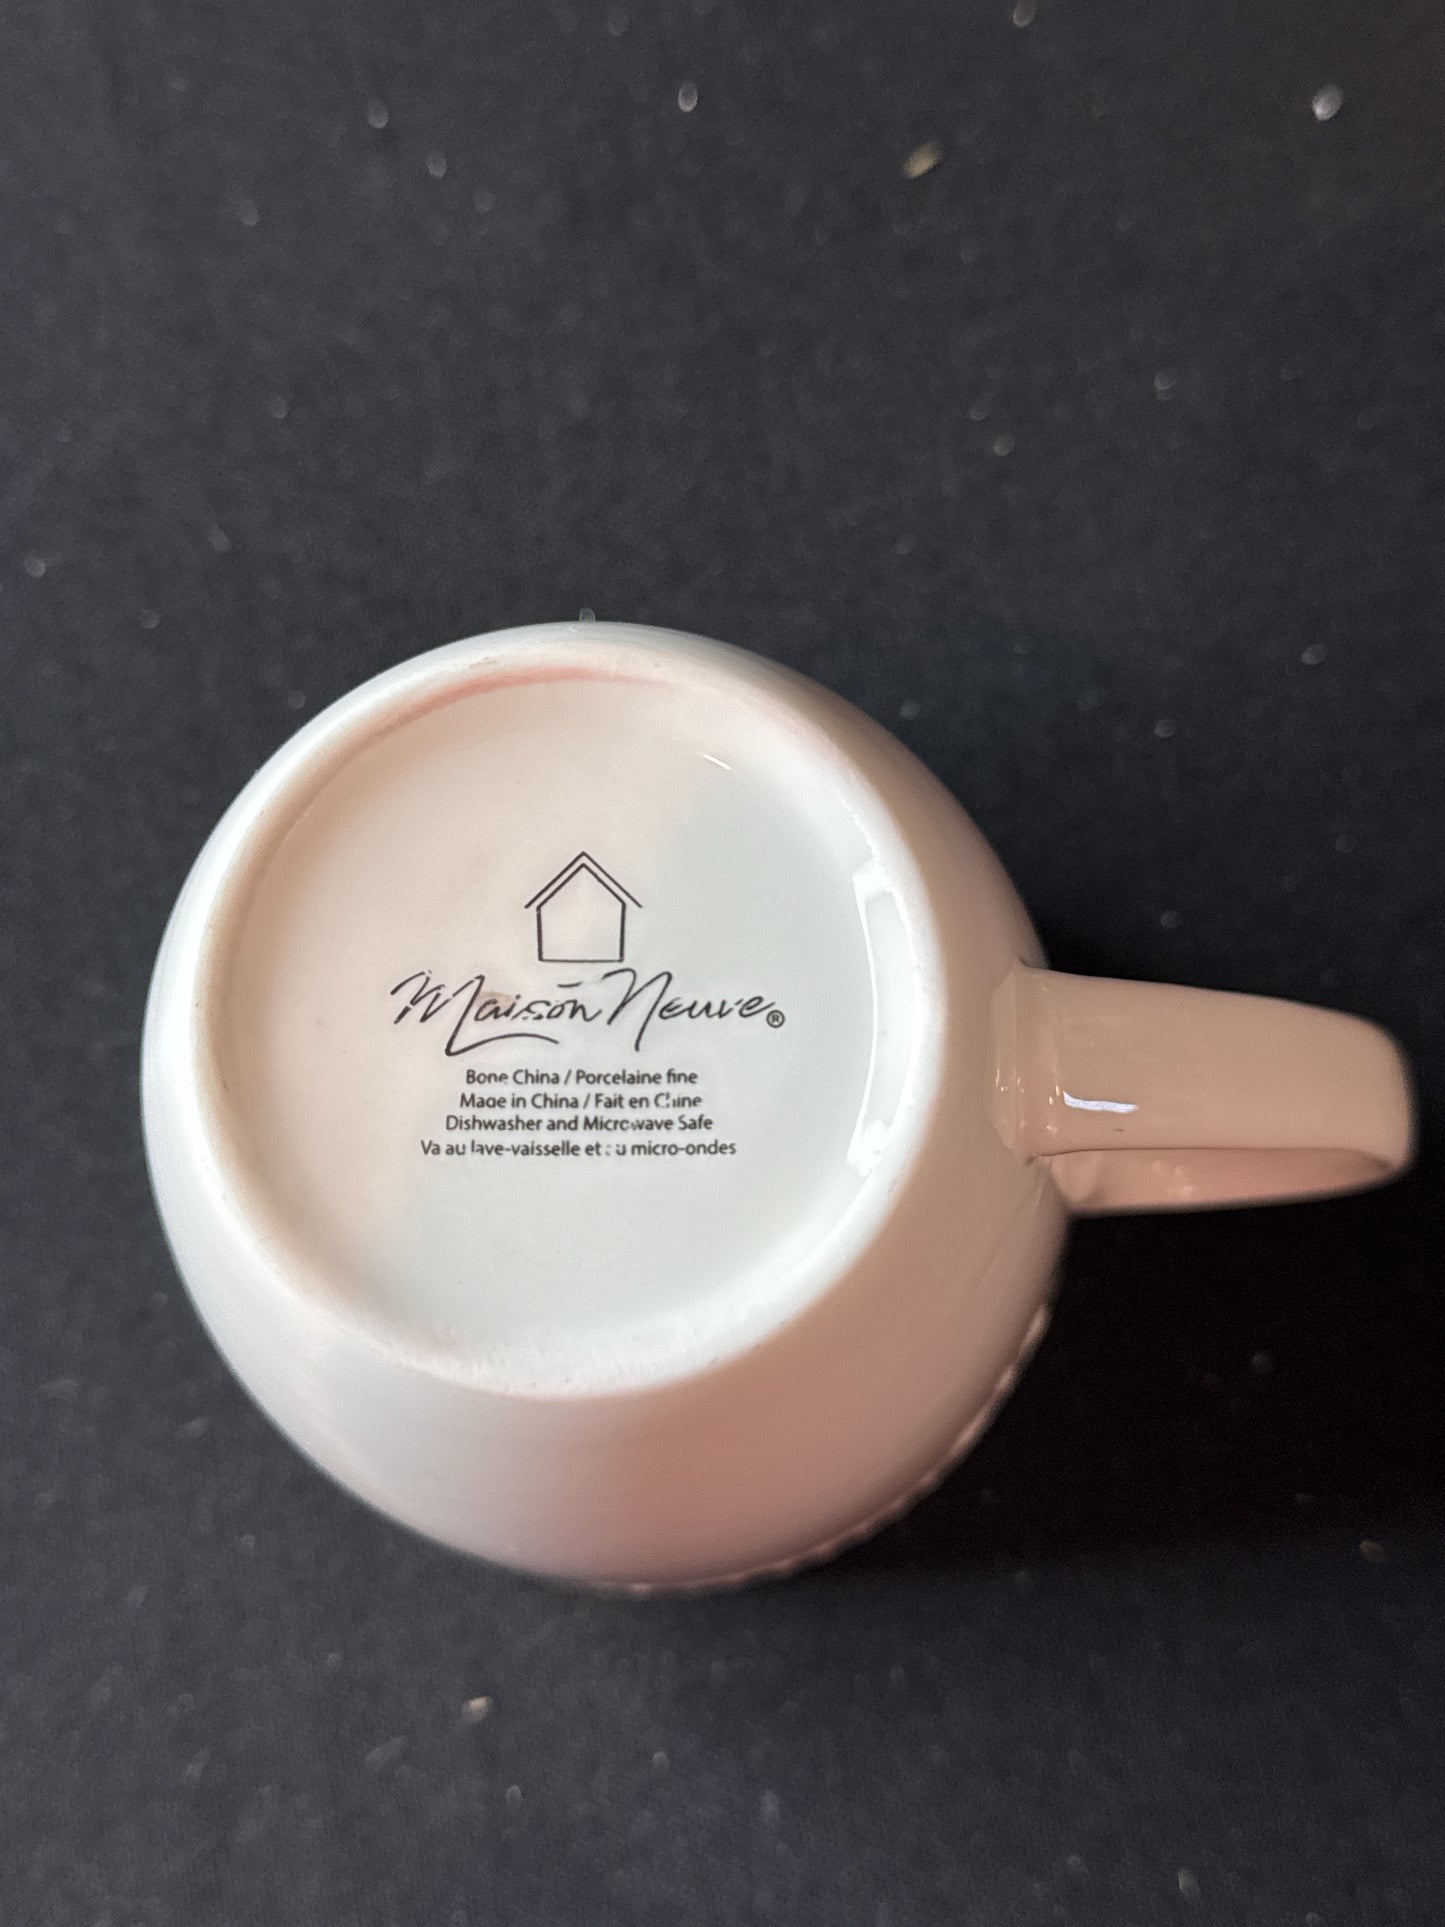 Maison Neuve®
Bone China / Porcelaine fine
Made in China / Fait en Chine
Dishwasher and Microwave Safe
Va au lave-vaisselle et au micro-ondes